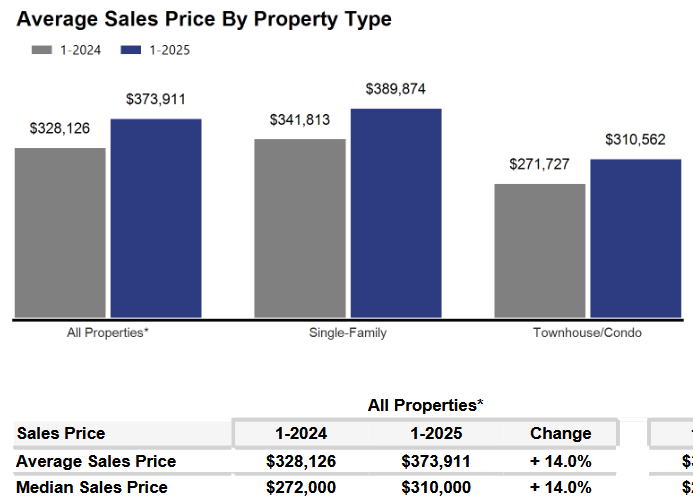 Average Sales Price By Property Type
1-2024 1-2025
$389,874
$373,911
$341,813
$328,126
$310,562
$271,727
All Properties* Single-Family Townhouse/Condo
All Properties*
Sales Price 1-2024 1-2025 Change
Average Sales Price $328,126 $373,911 + 14.0%
Median Sales Price $272,000 $310,000 + 14.0%